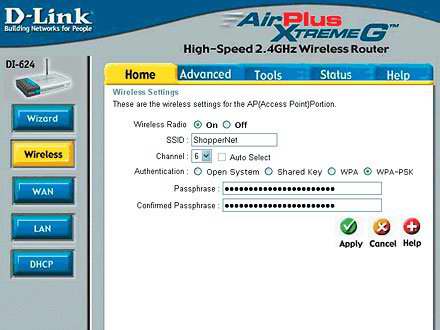 D-Link
Building Networks for People
AirPlus
XTREME G™
High-Speed 2.4GHz Wireless Router
DI-624
Home Advanced Tools Status Help
Wizard
Wireless
WAN
LAN
DHCP
Wireless Settings
These are the wireless settings for the AP(Access Point)Portion.
Wireless Radio On Off
SSID : ShopperNet
Channel : 6 Auto Select
Authentication : Open System Shared Key WPA WPA-PSK
Passphrase :
Confirmed Passphrase :
Apply Cancel Help